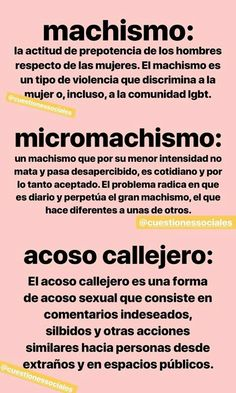 machismo:
la actitud de prepotencia de los hombres
respecto de las mujeres. El machismo es
un tipo de violencia que discrimina a la
mujer o, incluso, a la comunidad lgbt.
@cuestionessociales
micromachismo:
un machismo que por su menor intensidad no
mata y pasa desapercibido, es cotidiano y por
lo tanto aceptado. El problema radica en que
es diario y perpetúa el gran machismo, el que
hace diferentes a unas de otros.
@cuestionessociales
acoso callejero:
El acoso callejero es una forma
de acoso sexual que consiste en
comentarios indeseados,
silbidos y otras acciones
similares hacia personas desde
extraños y en espacios públicos.
@cuestionessociales